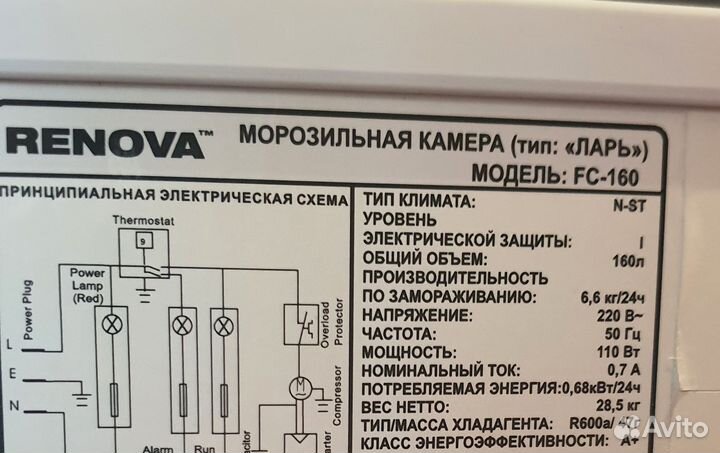 RENOVA™
МОРОЗИЛЬНАЯ КАМЕРА (тип: «ЛАРЬ»)
МОДЕЛЬ: FC-160
ПРИНЦИПИАЛЬНАЯ ЭЛЕКТРИЧЕСКАЯ СХЕМА
Thermostat
9
Power
Lamp
(Red)
Power Plug
L
E
N
Overload
Protector
M
Compressor
Alarm
Run
ТИП КЛИМАТА: N-ST
УРОВЕНЬ
ЭЛЕКТРИЧЕСКОЙ ЗАЩИТЫ: I
ОБЩИЙ ОБЪЕМ: 160л
ПРОИЗВОДИТЕЛЬНОСТЬ
ПО ЗАМОРАЖИВАНИЮ: 6,6 кг/24ч
НАПРЯЖЕНИЕ: 220 В~
ЧАСТОТА: 50 Гц
МОЩНОСТЬ: 110 Вт
НОМИНАЛЬНЫЙ ТОК: 0,7 А
ПОТРЕБЛЯЕМАЯ ЭНЕРГИЯ:0,68кВт/24ч
ВЕС НЕТТО: 28,5 кг
ТИП/МАССА ХЛАДАГЕНТА: R600a/
КЛАСС ЭНЕРГОЭФФЕКТИВНОСТИ: A+
Avito